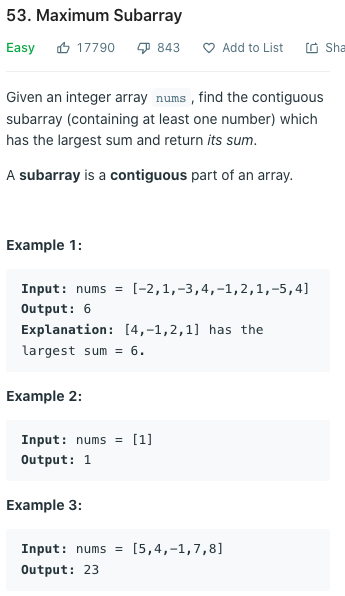 53. Maximum Subarray
Easy 17790 843 Add to List Sha
Given an integer array nums , find the contiguous
subarray (containing at least one number) which
has the largest sum and return its sum.
A subarray is a contiguous part of an array.
Example 1:
Input: nums = [-2,1,-3,4,-1,2,1,-5,4]
Output: 6
Explanation: [4,-1,2,1] has the
largest sum = 6.
Example 2:
Input: nums = [1]
Output: 1
Example 3:
Input: nums = [5,4,-1,7,8]
Output: 23